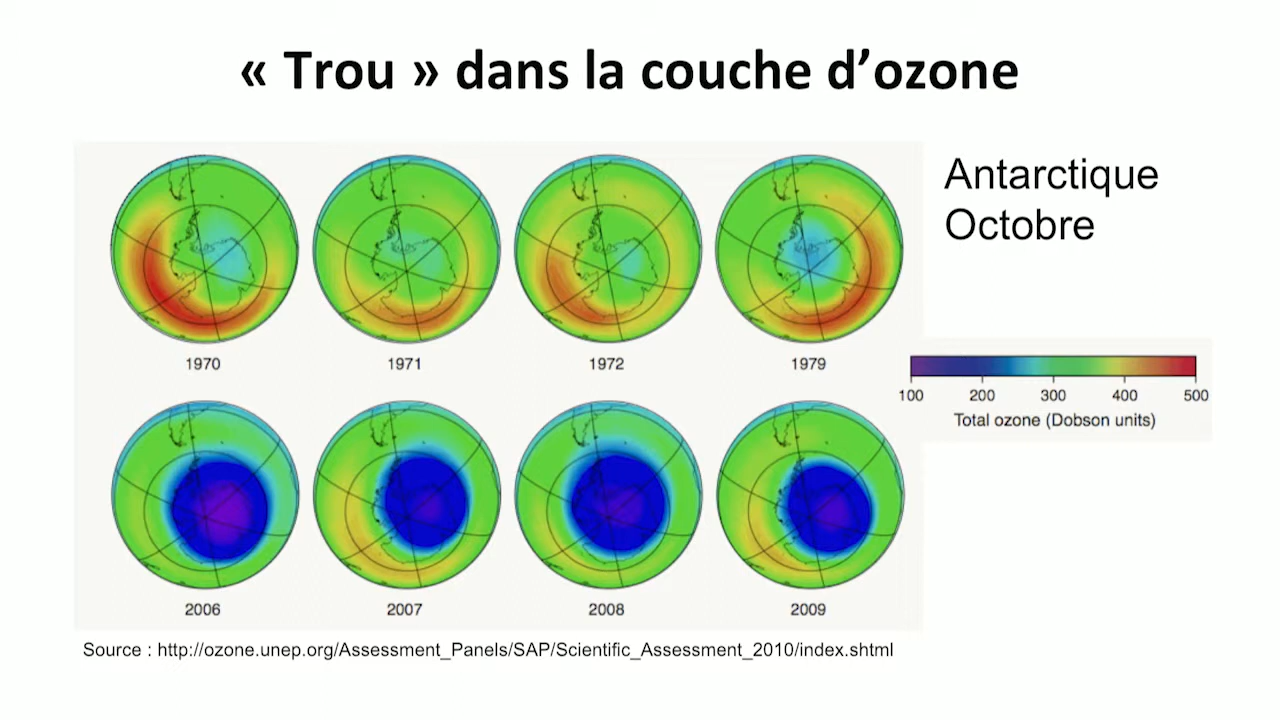 « Trou » dans la couche d’ozone
Antarctique
Octobre
1970 1971 1972 1979
100 200 300 400 500
Total ozone (Dobson units)
2006 2007 2008 2009
Source : http://ozone.unep.org/Assessment_Panels/SAP/Scientific_Assessment_2010/index.shtml